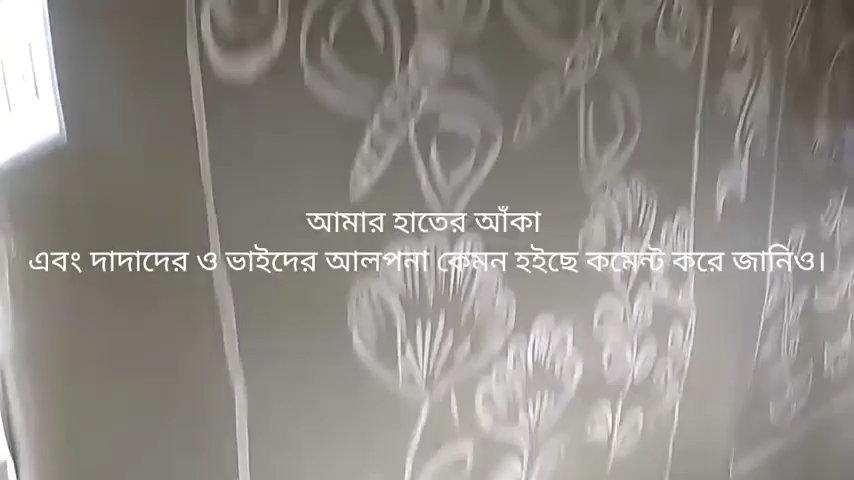 আমার হাতের আঁকা
এবং দাদাদের ও ভাইদের আলপনা কেমন হইছে কমেন্ট করে জানিও।